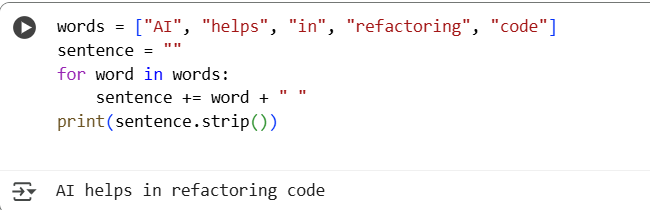 words = ["AI", "helps", "in", "refactoring", "code"]
sentence = ""
for word in words:
    sentence += word + " "
print(sentence.strip())
AI helps in refactoring code